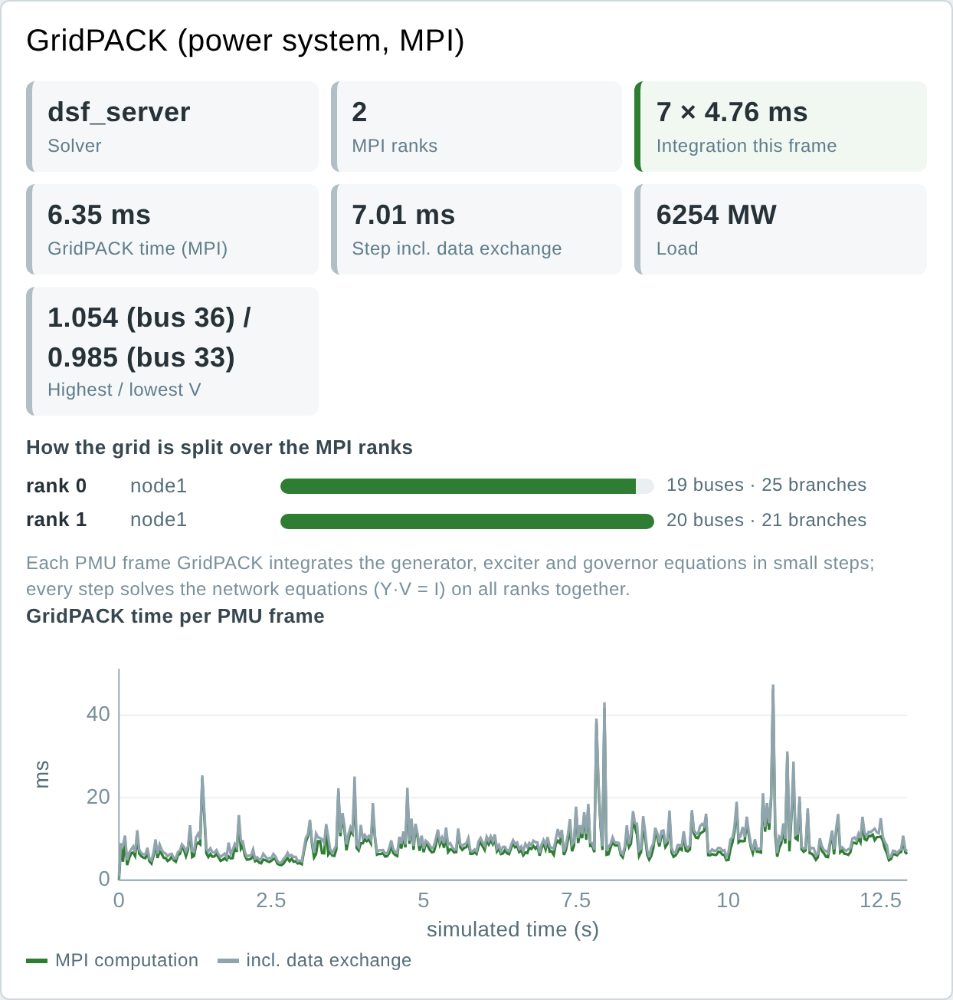 GridPACK (power system, MPI)
dsf_server
Solver
2
MPI ranks
7 × 4.76 ms
Integration this frame
6.35 ms
GridPACK time (MPI)
7.01 ms
Step incl. data exchange
6254 MW
Load
1.054 (bus 36) /
0.985 (bus 33)
Highest / lowest V
How the grid is split over the MPI ranks
rank 0 node1 19 buses · 25 branches
rank 1 node1 20 buses · 21 branches
Each PMU frame GridPACK integrates the generator, exciter and governor equations in small steps;
every step solves the network equations (Y·V = I) on all ranks together.
GridPACK time per PMU frame
40
20
0
ms
0 2.5 5 7.5 10 12.5
simulated time (s)
MPI computation incl. data exchange